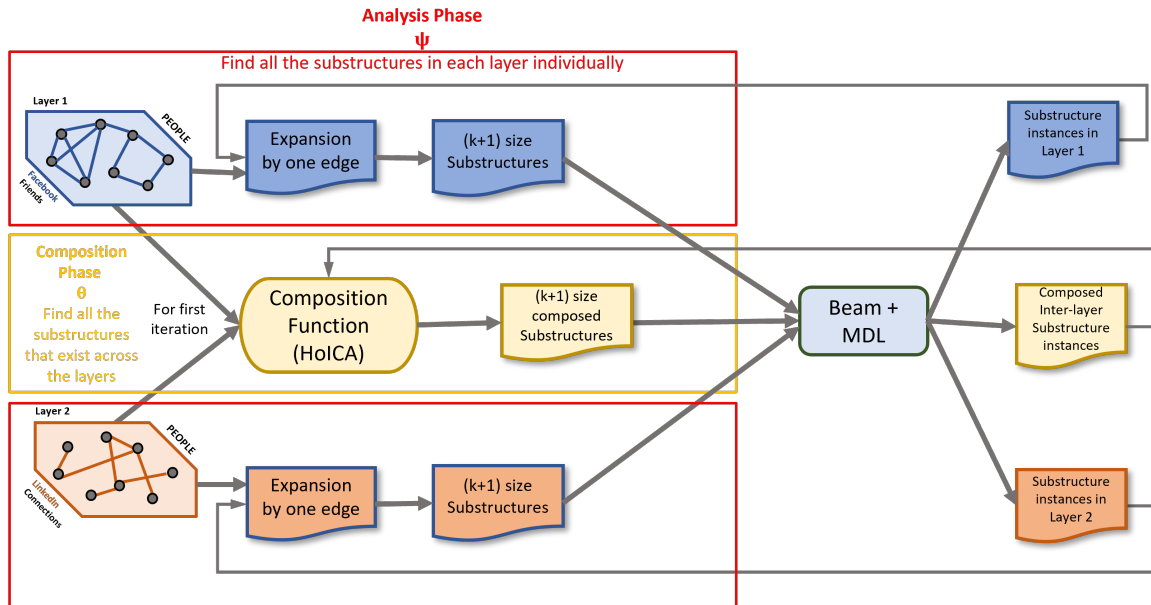 Analysis Phase
ψ
Find all the substructures in each layer individually
Layer 1
PEOPLE
Facebook
Friends
Expansion
by one edge
(k+1) size
Substructures
Substructure
instances in
Layer 1
Composition
Phase
θ
Find all the
substructures
that exist across
the layers
For first
iteration
Composition
Function
(HoICA)
(k+1) size
composed
Substructures
Beam +
MDL
Composed
Inter-layer
Substructure
instances
Layer 2
PEOPLE
LinkedIn
Connections
Expansion
by one edge
(k+1) size
Substructures
Substructure
instances in
Layer 2